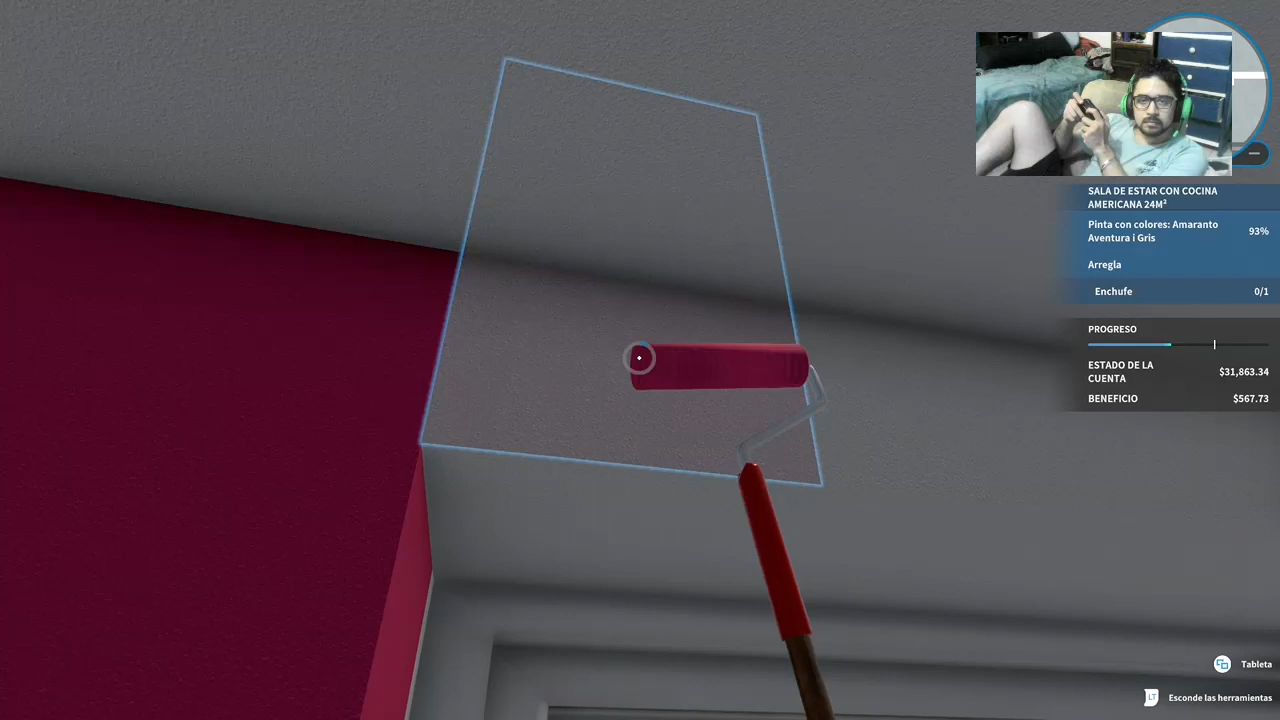 SALA DE ESTAR CON COCINA
AMERICANA 24M²
Pinta con colores: Amaranto
Aventura i Gris 93%
Arregla
Enchufe 0/1
PROGRESO
ESTADO DE LA
CUENTA $31,863.34
BENEFICIO $567.73
Tableta
LT Esconde las herramientas